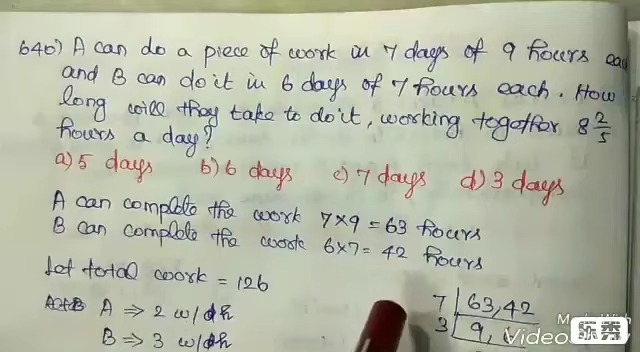 640) A can do a piece of work in 7 days of 9 hours
and B can do it in 6 days of 7 hours each. How
long will they take to do it, working together 8 2/5
hours a day?
a) 5 days b) 6 days c) 7 days d) 3 days
A can complete the work 7×9 = 63 hours
B can complete the work 6×7 = 42 hours
Let total work = 126
A ⇒ 2 w/h
B ⇒ 3 w/h
7 | 63, 42
3 | 9,
Video
乐秀